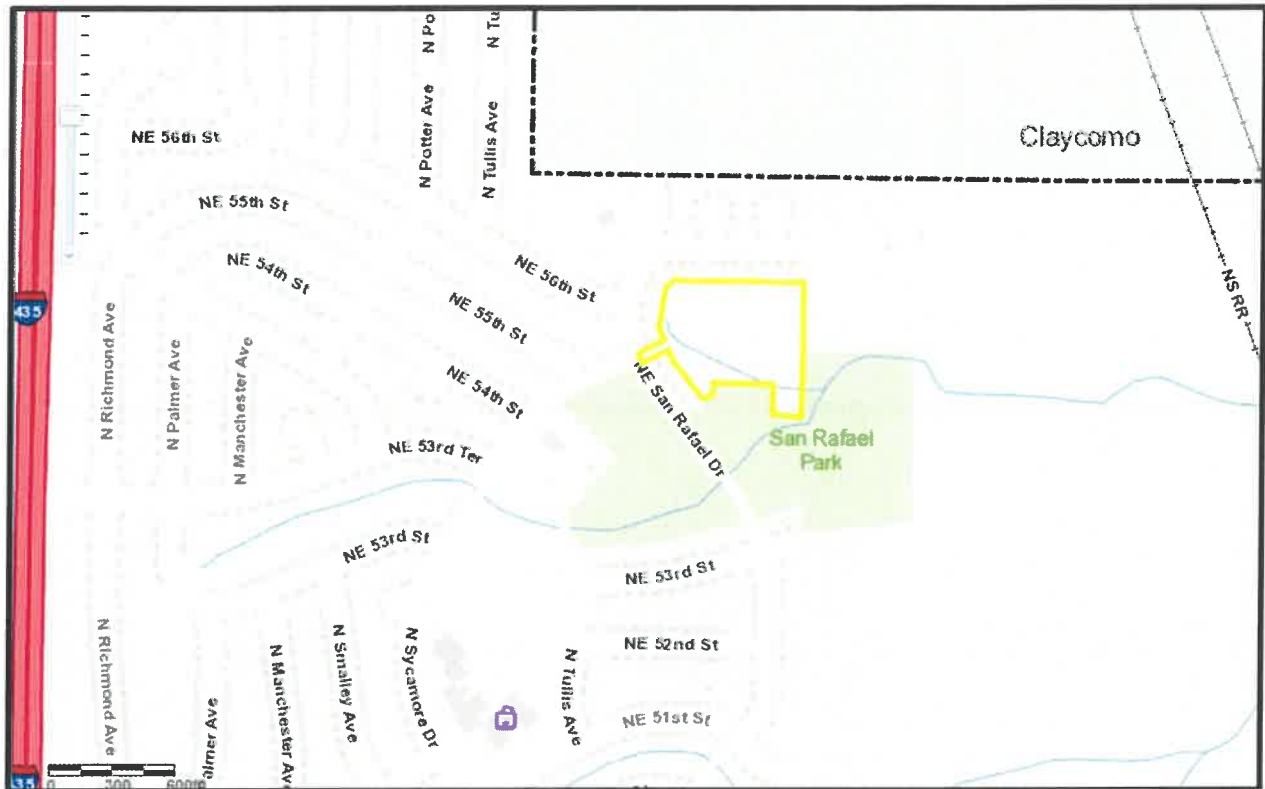 N Po
N Tu
NE 56th St
N Potter Ave
N Tullis Ave
Claycomo
NE 55th St
NE 54th St
NE 56th St
435
NE 55th St
NSRR
N Richmond Ave
N Palmer Ave
N Manchester Ave
NE 54th St
NE San Rafael Dr
NE 53rd Ter
San Rafael
Park
NE 53rd St
NE 53rd St
N Richmond Ave
N Manchester Ave
N Smalley Ave
N Sycamore Dr
N Tullis Ave
NE 52nd St
NE 51st St
almer Ave
0 300 600ft
35